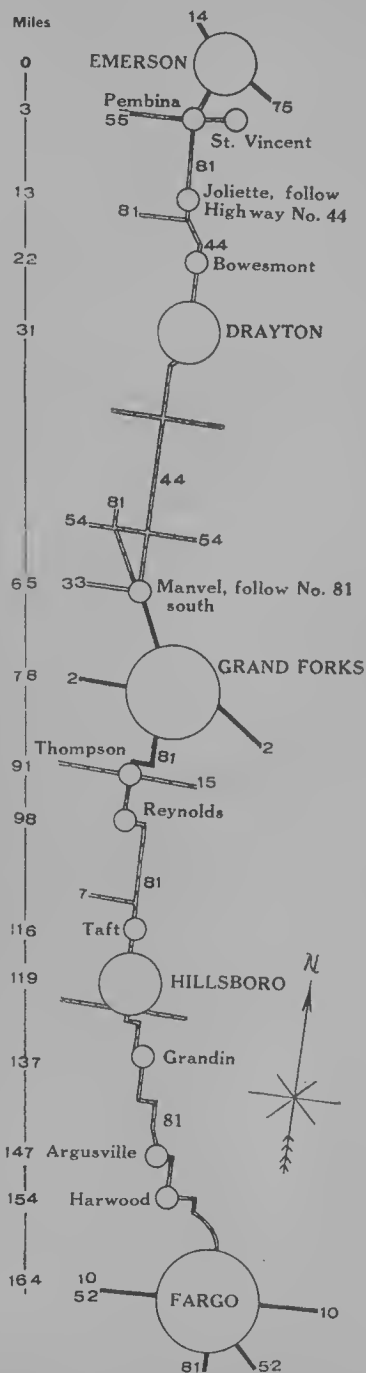 Miles
14
0
EMERSON
75
3
Pembina
55
St. Vincent
81
13
Joliette, follow
Highway No. 44
81
44
22
Bowesmont
31
DRAYTON
44
81
54
54
65
33
Manvel, follow No. 81
south
GRAND FORKS
78
2
2
Thompson
81
91
15
98
Reynolds
81
7
116
Taft
119
HILLSBORO
N
137
Grandin
81
147
Argusville
154
Harwood
164
10
52
FARGO
10
81
52